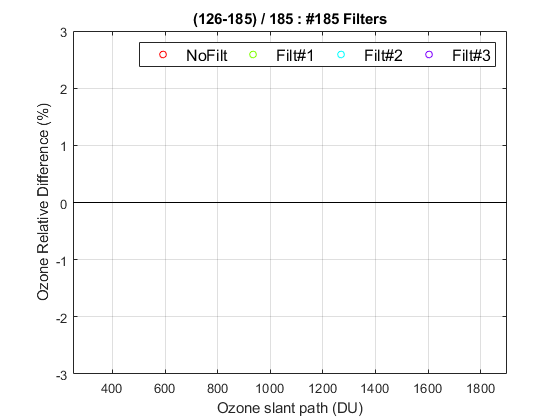 (126-185) / 185 : #185 Filters
NoFilt Filt#1 Filt#2 Filt#3
Ozone Relative Difference (%)
3
2
1
0
-1
-2
-3
400 600 800 1000 1200 1400 1600 1800
Ozone slant path (DU)